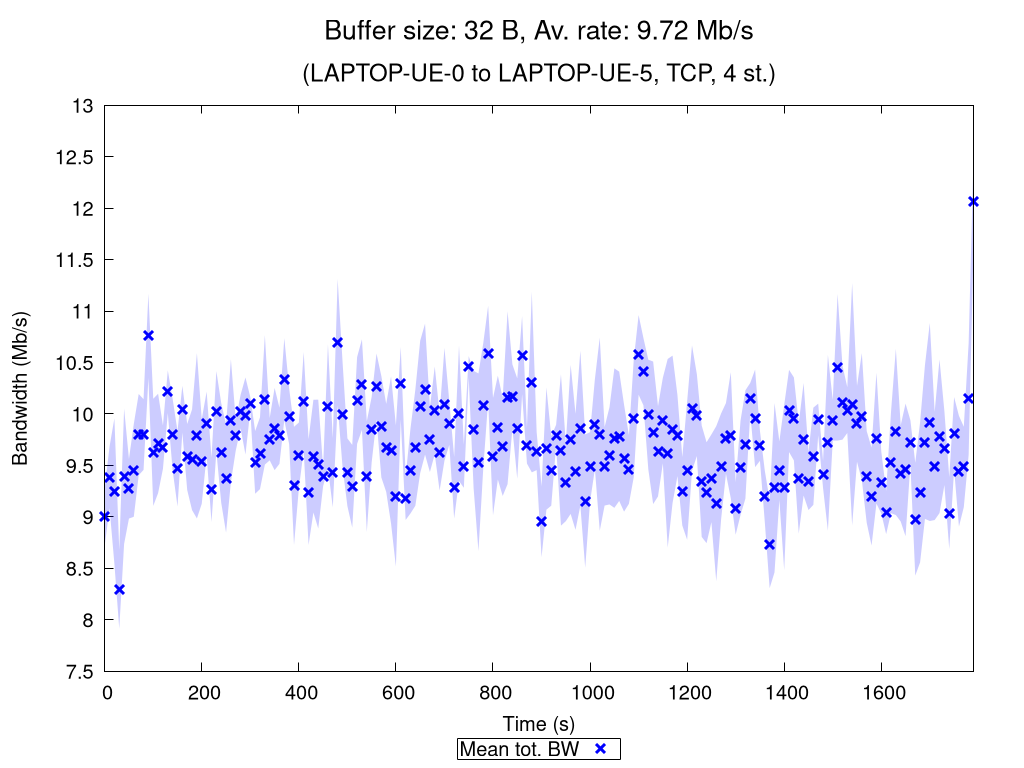 Buffer size: 32 B, Av. rate: 9.72 Mb/s
(LAPTOP-UE-0 to LAPTOP-UE-5, TCP, 4 st.)
Bandwidth (Mb/s)
13
12.5
12
11.5
11
10.5
10
9.5
9
8.5
8
7.5
0 200 400 600 800 1000 1200 1400 1600
Time (s)
Mean tot. BW